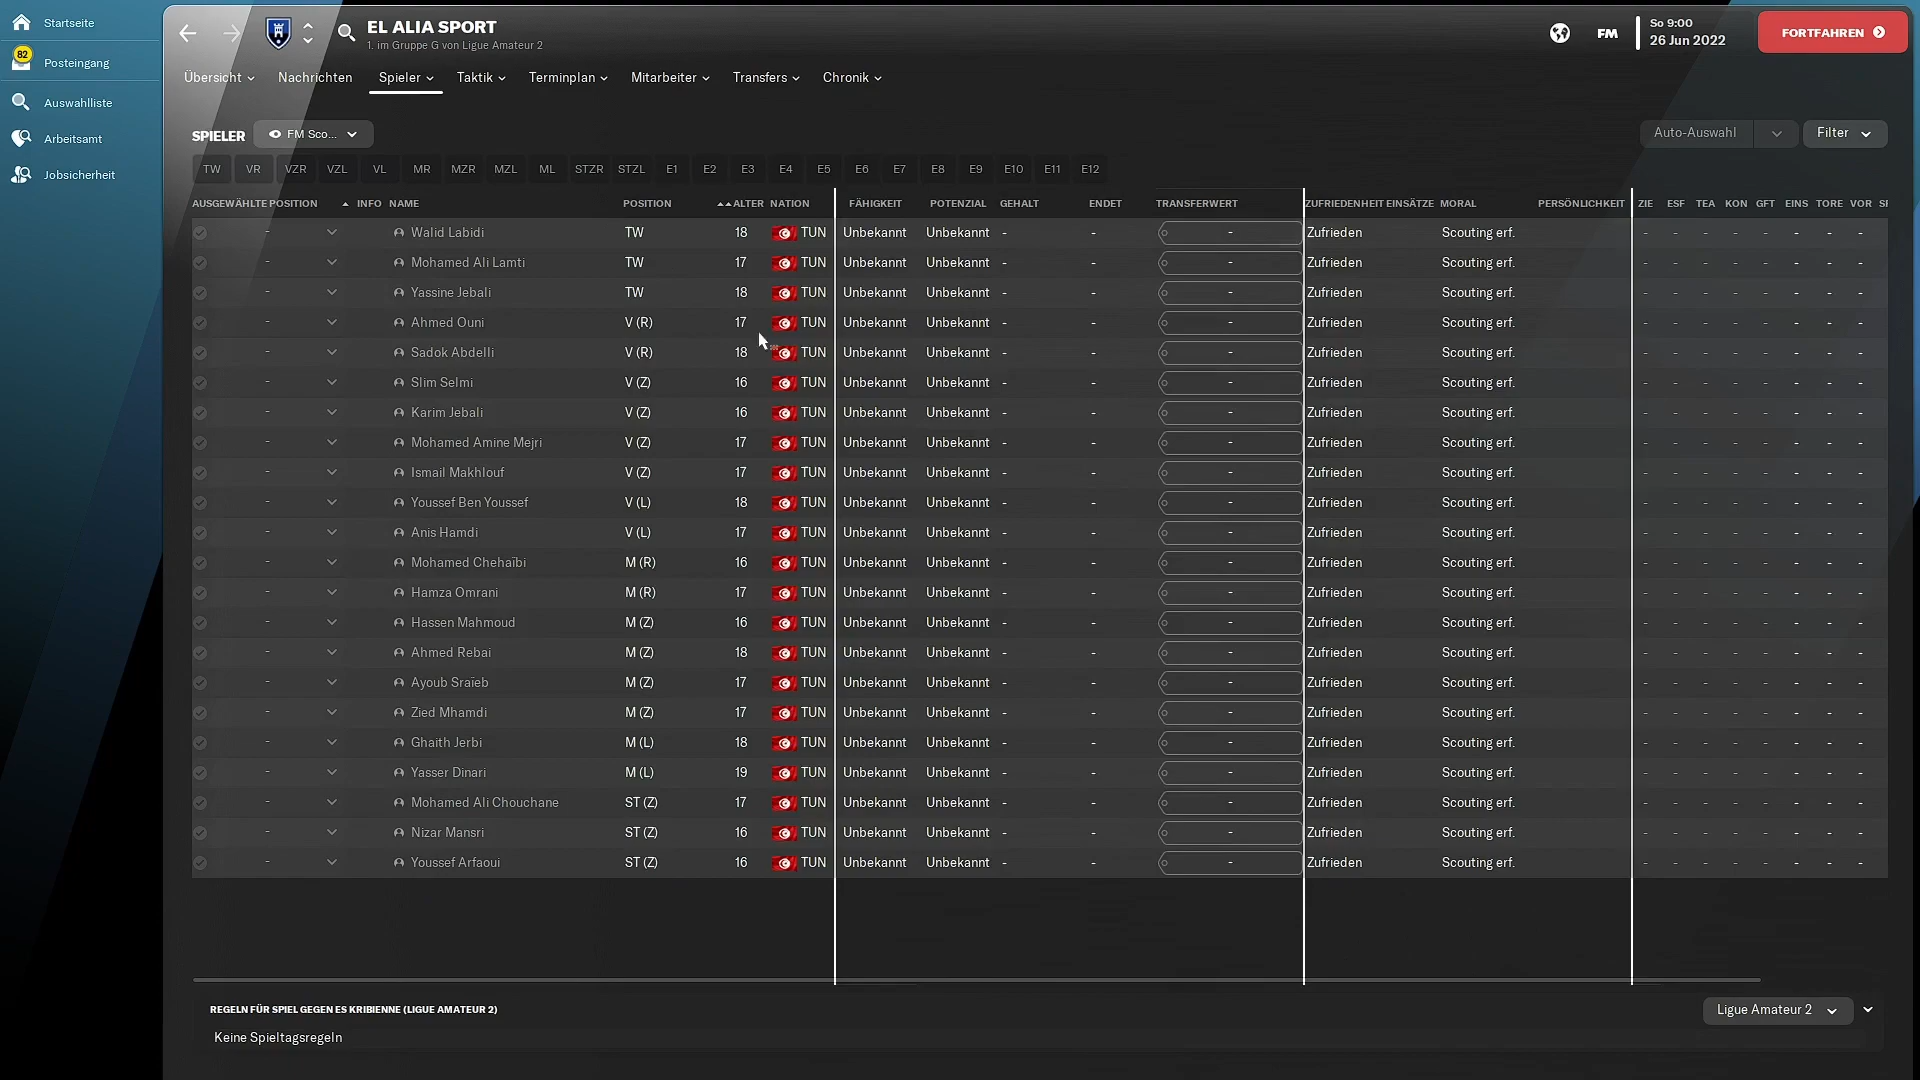 Startseite
82
Posteingang
Auswahlliste
Arbeitsamt
Jobsicherheit
EL ALIA SPORT
1. im Gruppe G von Ligue Amateur 2
FM
So 9:00
26 Jun 2022
FORTFAHREN
Übersicht Nachrichten Spieler Taktik Terminplan Mitarbeiter Transfers Chronik
SPIELER FM Sco... Auto-Auswahl Filter
TW VR VZR VZL VL MR MZR MZL ML STZR STZL E1 E2 E3 E4 E5 E6 E7 E8 E9 E10 E11 E12
AUSGEWÄHLTE POSITION INFO NAME POSITION ALTER NATION FÄHIGKEIT POTENZIAL GEHALT ENDET TRANSFERWERT ZUFRIEDENHEIT EINSÄTZE MORAL PERSÖNLICHKEIT ZIE ESF TEA KON GFT EINS TORE VOR
- Walid Labidi TW 18 TUN Unbekannt Unbekannt - - - Zufrieden Scouting erf. - - - - - - - -
- Mohamed Ali Lamti TW 17 TUN Unbekannt Unbekannt - - - Zufrieden Scouting erf. - - - - - - - -
- Yassine Jebali TW 18 TUN Unbekannt Unbekannt - - - Zufrieden Scouting erf. - - - - - - - -
- Ahmed Ouni V (R) 17 TUN Unbekannt Unbekannt - - - Zufrieden Scouting erf. - - - - - - - -
- Sadok Abdelli V (R) 18 TUN Unbekannt Unbekannt - - - Zufrieden Scouting erf. - - - - - - - -
- Slim Selmi V (Z) 16 TUN Unbekannt Unbekannt - - - Zufrieden Scouting erf. - - - - - - - -
- Karim Jebali V (Z) 16 TUN Unbekannt Unbekannt - - - Zufrieden Scouting erf. - - - - - - - -
- Mohamed Amine Mejri V (Z) 17 TUN Unbekannt Unbekannt - - - Zufrieden Scouting erf. - - - - - - - -
- Ismail Makhlouf V (Z) 17 TUN Unbekannt Unbekannt - - - Zufrieden Scouting erf. - - - - - - - -
- Youssef Ben Youssef V (L) 18 TUN Unbekannt Unbekannt - - - Zufrieden Scouting erf. - - - - - - - -
- Anis Hamdi V (L) 17 TUN Unbekannt Unbekannt - - - Zufrieden Scouting erf. - - - - - - - -
- Mohamed Chehaïbi M (R) 16 TUN Unbekannt Unbekannt - - - Zufrieden Scouting erf. - - - - - - - -
- Hamza Omrani M (R) 17 TUN Unbekannt Unbekannt - - - Zufrieden Scouting erf. - - - - - - - -
- Hassen Mahmoud M (Z) 16 TUN Unbekannt Unbekannt - - - Zufrieden Scouting erf. - - - - - - - -
- Ahmed Rebai M (Z) 18 TUN Unbekannt Unbekannt - - - Zufrieden Scouting erf. - - - - - - - -
- Ayoub Sraïeb M (Z) 17 TUN Unbekannt Unbekannt - - - Zufrieden Scouting erf. - - - - - - - -
- Zied Mhamdi M (Z) 17 TUN Unbekannt Unbekannt - - - Zufrieden Scouting erf. - - - - - - - -
- Ghaith Jerbi M (L) 18 TUN Unbekannt Unbekannt - - - Zufrieden Scouting erf. - - - - - - - -
- Yasser Dinari M (L) 19 TUN Unbekannt Unbekannt - - - Zufrieden Scouting erf. - - - - - - - -
- Mohamed Ali Chouchane ST (Z) 17 TUN Unbekannt Unbekannt - - - Zufrieden Scouting erf. - - - - - - - -
- Nizar Mansri ST (Z) 16 TUN Unbekannt Unbekannt - - - Zufrieden Scouting erf. - - - - - - - -
- Youssef Arfaoui ST (Z) 16 TUN Unbekannt Unbekannt - - - Zufrieden Scouting erf. - - - - - - - -
REGELN FÜR SPIEL GEGEN ES KRIBIENNE (LIGUE AMATEUR 2) Ligue Amateur 2
Keine Spieltagsregeln